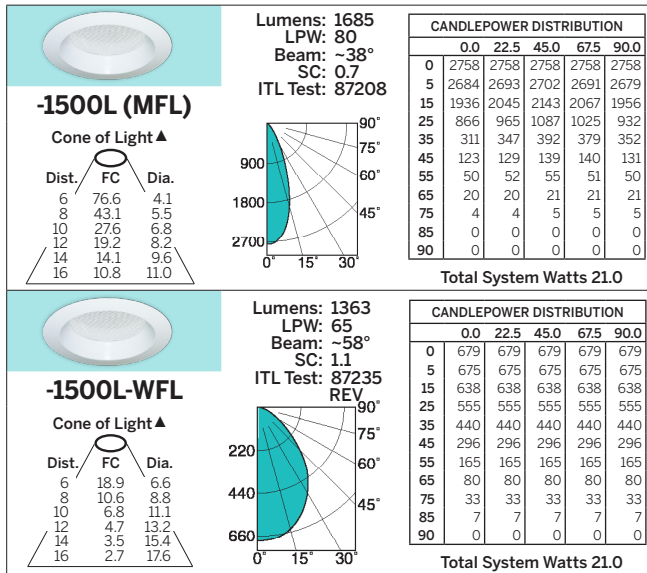 -1500L (MFL)
Cone of Light▲
Dist. FC Dia.
6 76.6 4.1
8 43.1 5.5
10 27.6 6.8
12 19.2 8.2
14 14.1 9.6
16 10.8 11.0
Lumens: 1685
LPW: 80
Beam: ~38°
SC: 0.7
ITL Test: 87208
90°
75°
60°
45°
900
1800
2700
0° 15° 30°
CANDLEPOWER DISTRIBUTION
0.0 22.5 45.0 67.5 90.0
0 2758 2758 2758 2758 2758
5 2684 2693 2702 2691 2679
15 1936 2045 2143 2067 1956
25 866 965 1087 1025 932
35 311 347 392 379 352
45 123 129 139 140 131
55 50 52 55 51 50
65 20 20 21 21 21
75 4 4 5 5 5
85 0 0 0 0 0
90 0 0 0 0 0
Total System Watts 21.0
-1500L-WFL
Cone of Light▲
Dist. FC Dia.
6 18.9 6.6
8 10.6 8.8
10 6.8 11.1
12 4.7 13.2
14 3.5 15.4
16 2.7 17.6
Lumens: 1363
LPW: 65
Beam: ~58°
SC: 1.1
ITL Test: 87235
REV
90°
75°
60°
45°
220
440
660
0° 15° 30°
CANDLEPOWER DISTRIBUTION
0.0 22.5 45.0 67.5 90.0
0 679 679 679 679 679
5 675 675 675 675 675
15 638 638 638 638 638
25 555 555 555 555 555
35 440 440 440 440 440
45 296 296 296 296 296
55 165 165 165 165 165
65 80 80 80 80 80
75 33 33 33 33 33
85 7 7 7 7 7
90 0 0 0 0 0
Total System Watts 21.0